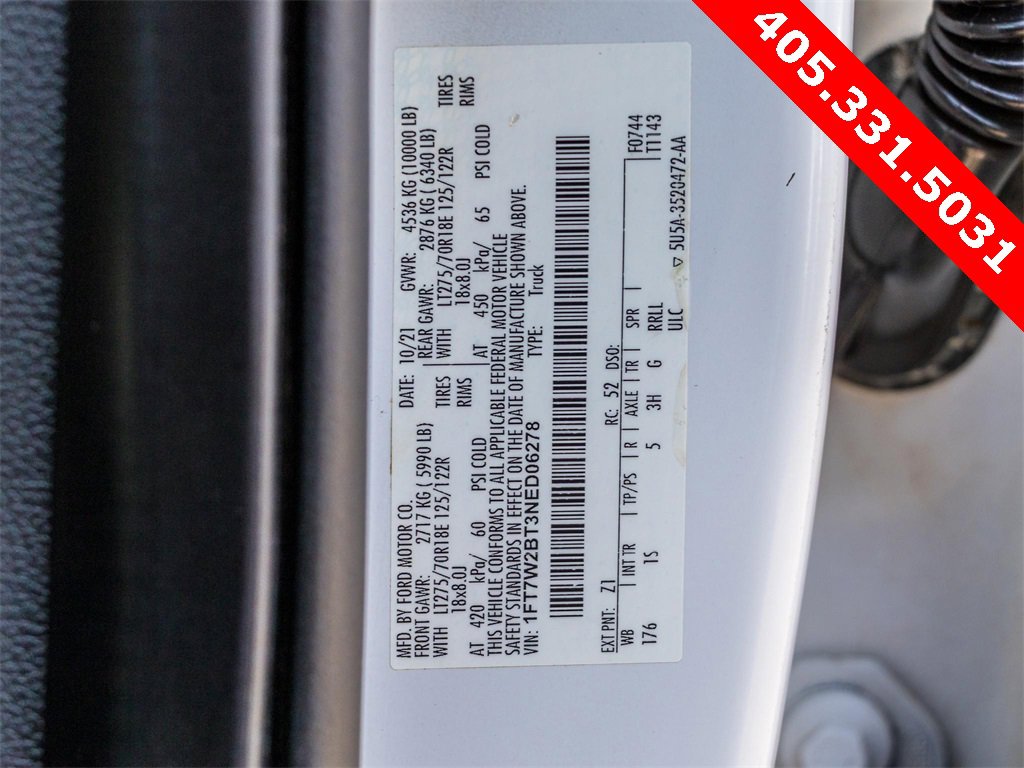 405.331.5031
MFD. BY FORD MOTOR CO. DATE: 10/21 GVWR: 4536 KG (10000 LB)
FRONT GAWR: 2717 KG ( 5990 LB) REAR GAWR: 2876 KG ( 6340 LB)
WITH LT275/70R18E 125/122R TIRES WITH LT275/70R18E 125/122R TIRES
18x8.0J RIMS 18x8.0J RIMS
AT 420 kPa/ 60 PSI COLD AT 450 kPa/ 65 PSI COLD
THIS VEHICLE CONFORMS TO ALL APPLICABLE FEDERAL MOTOR VEHICLE
SAFETY STANDARDS IN EFFECT ON THE DATE OF MANUFACTURE SHOWN ABOVE.
VIN: 1FT7W2BT3NED06278 TYPE: Truck
EXT PNT: Z1 RC: 52 DSO: F0744
WB INT TR TP/PS R AXLE TR SPR T1143
176 1S 5 3H G RRLL
ULC ▽ 5U5A-3520472-AA